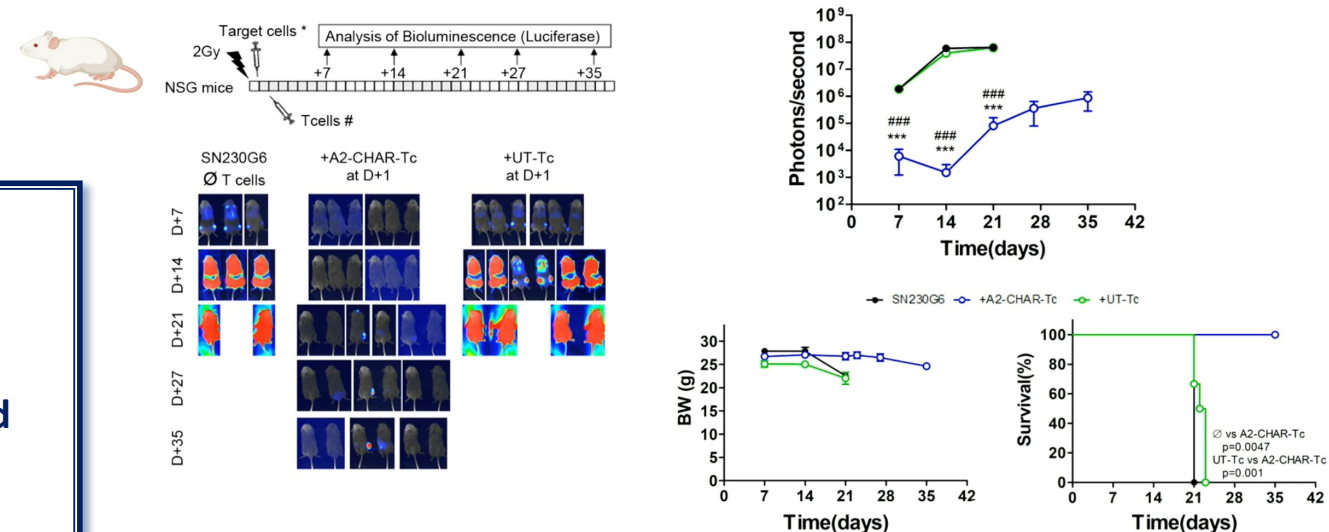 Target cells *
2Gy
Analysis of Bioluminescence (Luciferase)
+7 +14 +21 +27 +35
NSG mice
Tcells #
SN230G6
Ø T cells
+A2-CHAR-Tc
at D+1
+UT-Tc
at D+1
D+7
D+14
D+21
D+27
D+35
d
Photons/second
10⁹
10⁸
10⁷
10⁶
10⁵
10⁴
10³
10²
###
***
###
***
###
***
0 7 14 21 28 35 42
Time(days)
SN230G6 +A2-CHAR-Tc +UT-Tc
BW (g)
30
25
20
15
10
5
0
0 7 14 21 28 35 42
Time(days)
Survival(%)
100
80
60
40
20
0
Ø vs A2-CHAR-Tc
p=0.0047
UT-Tc vs A2-CHAR-Tc
p=0.001
0 7 14 21 28 35 42
Time(days)